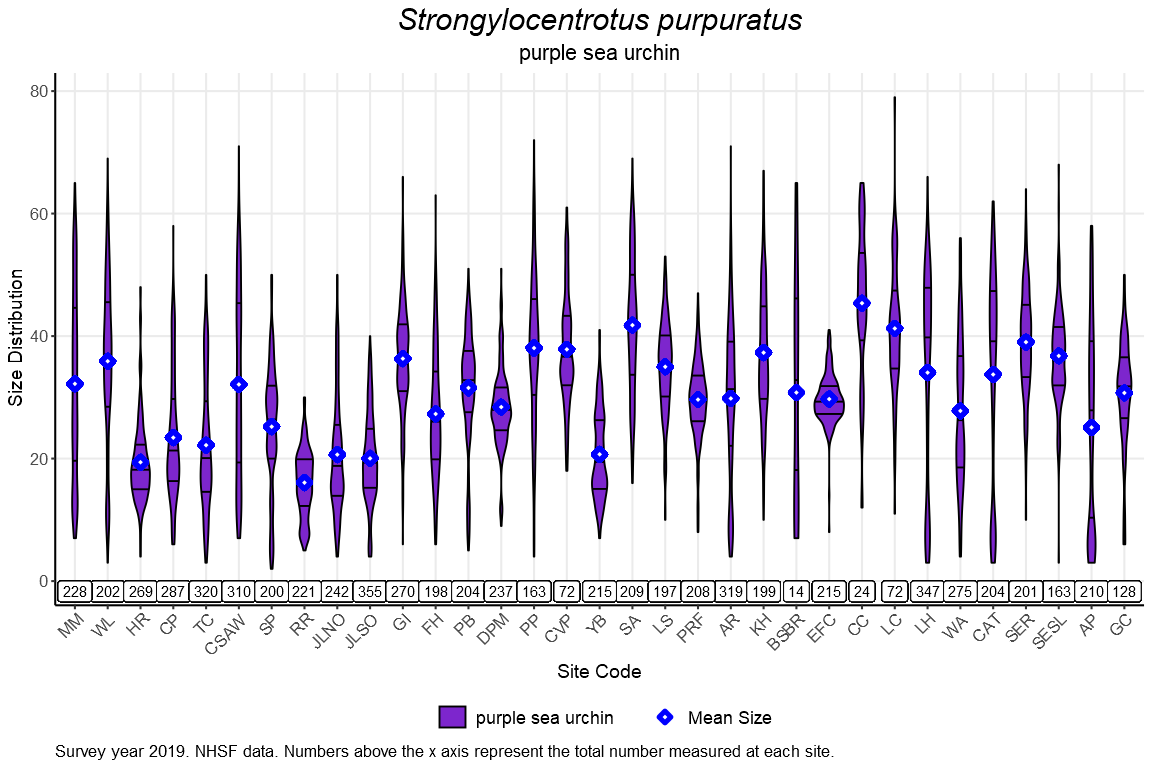 Strongylocentrotus purpuratus
purple sea urchin
80
60
40
20
0
Size Distribution
228 202 269 287 320 310 200 221 242 355 270 198 204 237 163 72 215 209 197 208 319 199 14 215 24 72 347 275 204 201 163 210 128
MM WL HR CP TC CSAW SP RR JLNO JLSO GI FH PB DPM PP CVP YB SA LS PRF AR KH BSBR EFC CC LC LH WA CAT SER SESL AP GC
Site Code
purple sea urchin Mean Size
Survey year 2019. NHSF data. Numbers above the x axis represent the total number measured at each site.